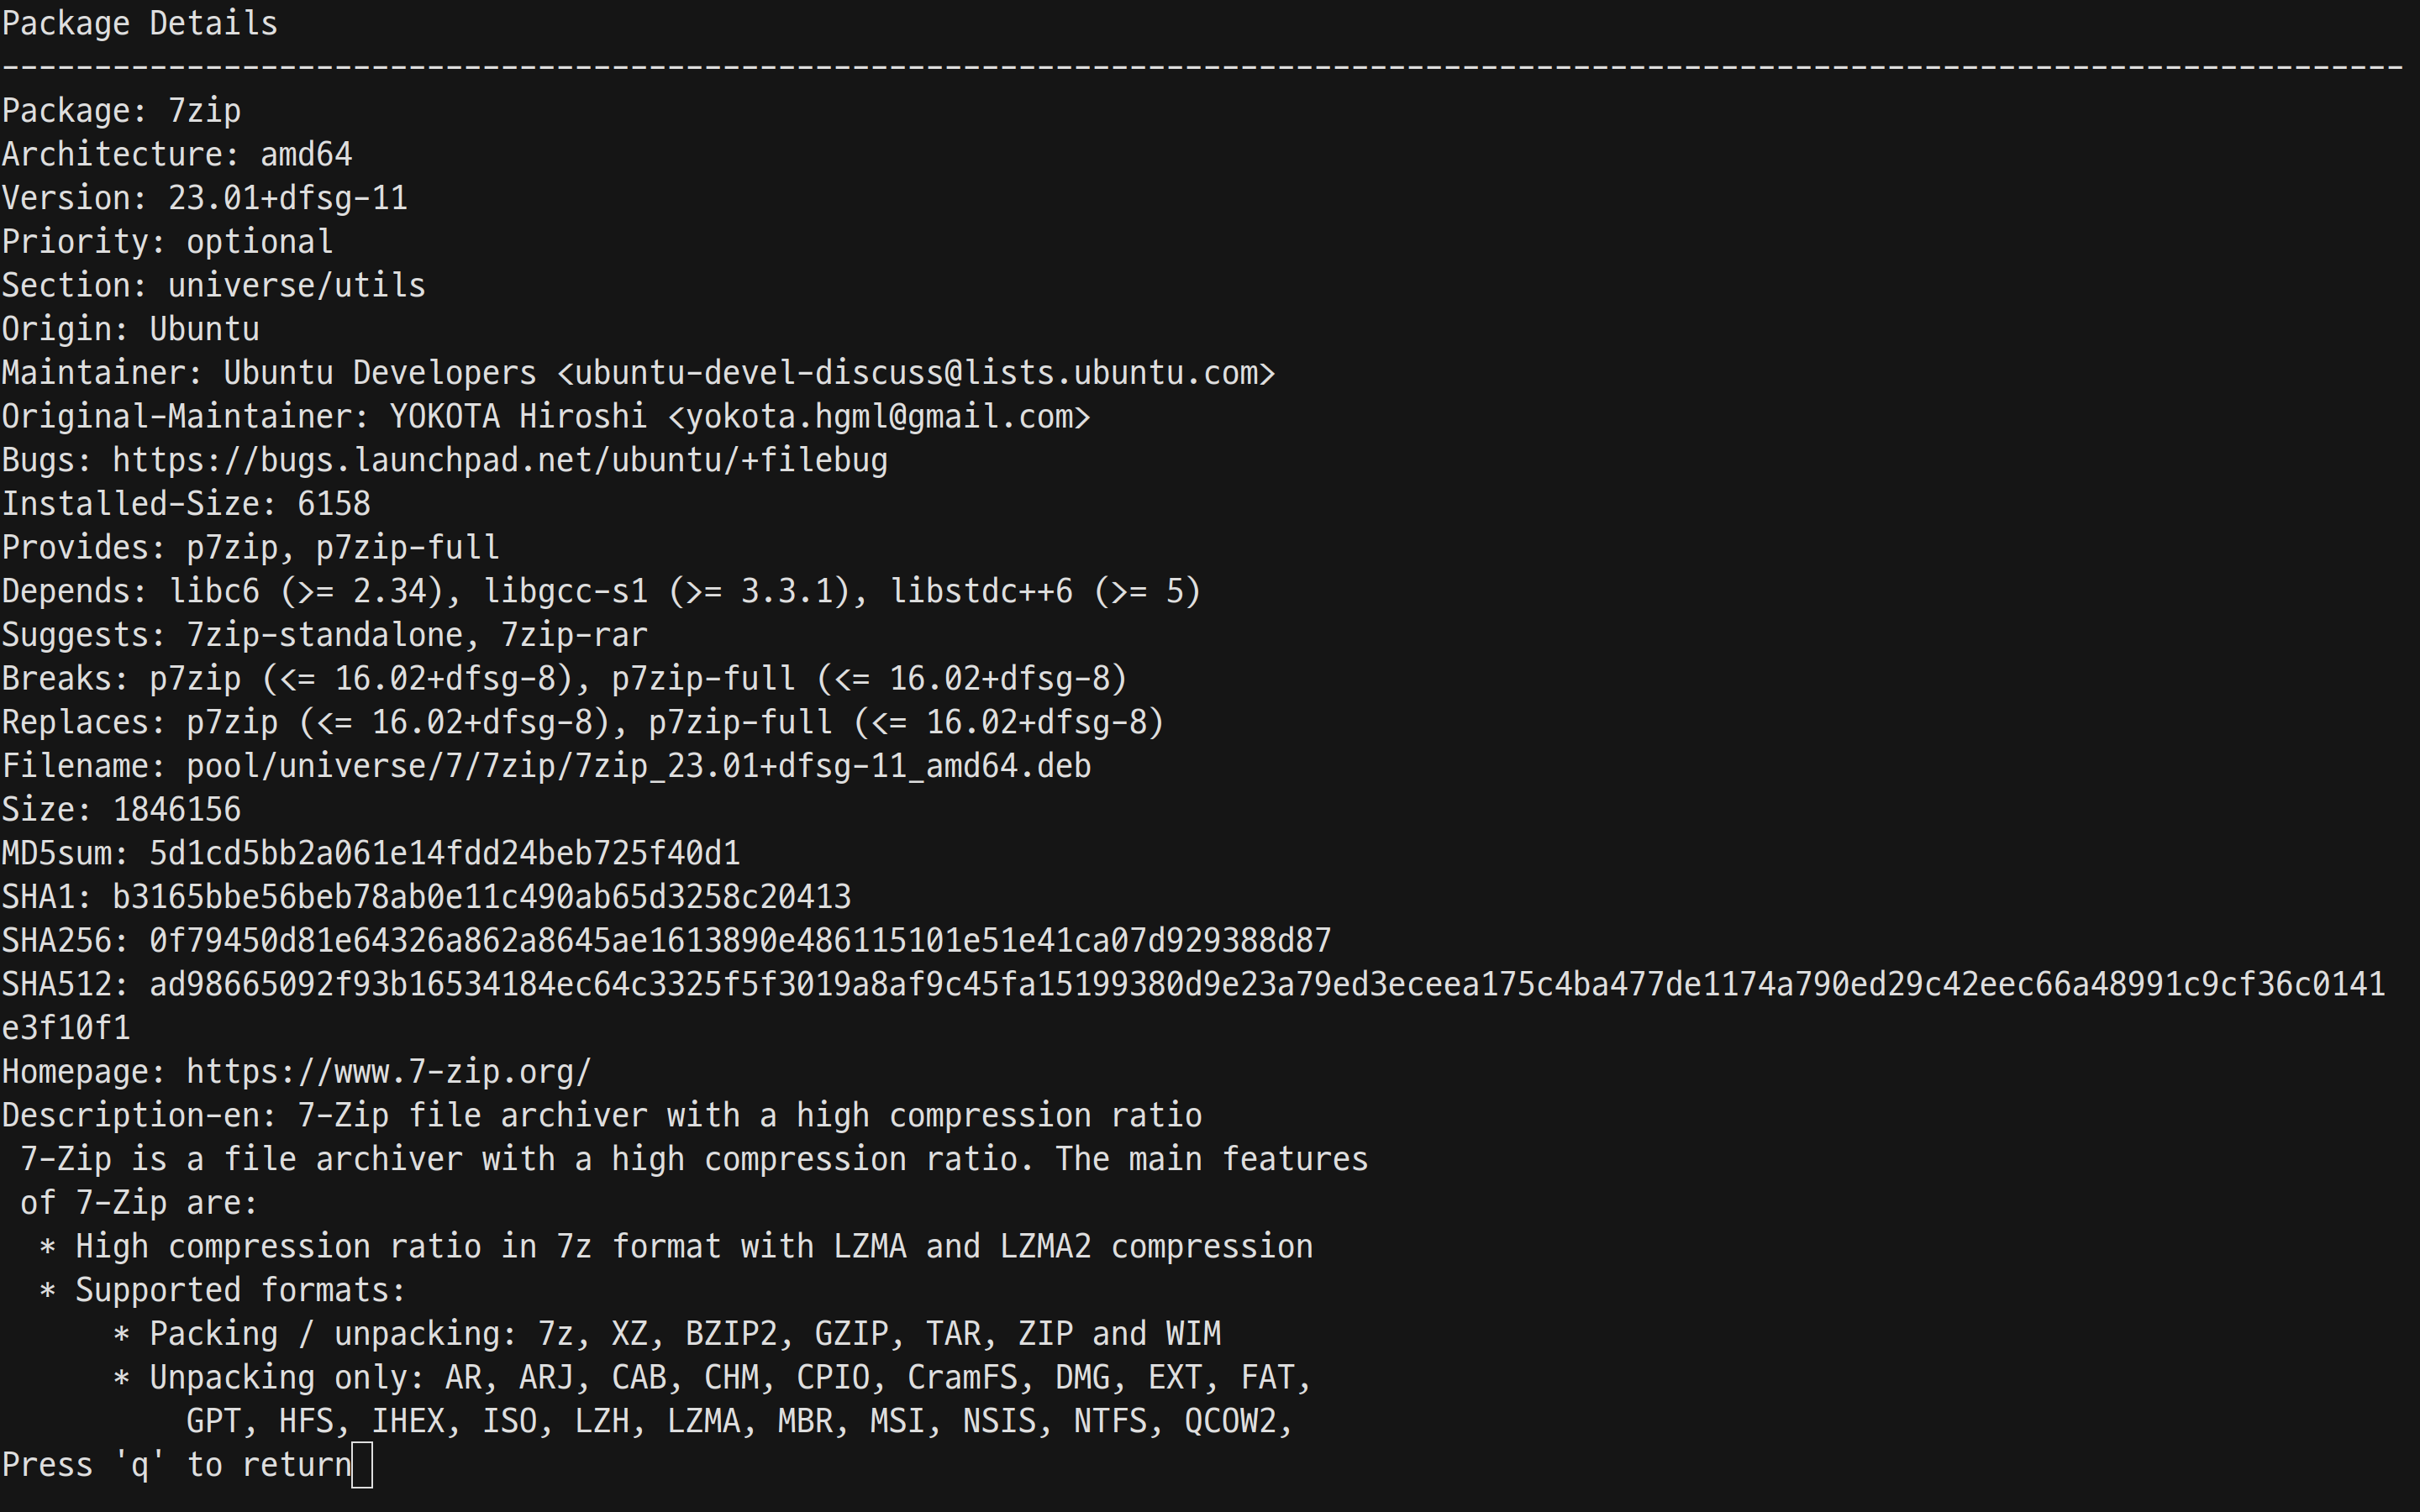 Package Details
----------------------------------------------------------------------------------------------------------------------------------
Package: 7zip
Architecture: amd64
Version: 23.01+dfsg-11
Priority: optional
Section: universe/utils
Origin: Ubuntu
Maintainer: Ubuntu Developers <ubuntu-devel-discuss@lists.ubuntu.com>
Original-Maintainer: YOKOTA Hiroshi <yokota.hgml@gmail.com>
Bugs: https://bugs.launchpad.net/ubuntu/+filebug
Installed-Size: 6158
Provides: p7zip, p7zip-full
Depends: libc6 (>= 2.34), libgcc-s1 (>= 3.3.1), libstdc++6 (>= 5)
Suggests: 7zip-standalone, 7zip-rar
Breaks: p7zip (<= 16.02+dfsg-8), p7zip-full (<= 16.02+dfsg-8)
Replaces: p7zip (<= 16.02+dfsg-8), p7zip-full (<= 16.02+dfsg-8)
Filename: pool/universe/7/7zip/7zip_23.01+dfsg-11_amd64.deb
Size: 1846156
MD5sum: 5d1cd5bb2a061e14fdd24beb725f40d1
SHA1: b3165bbe56beb78ab0e11c490ab65d3258c20413
SHA256: 0f79450d81e64326a862a8645ae1613890e486115101e51e41ca07d929388d87
SHA512: ad98665092f93b16534184ec64c3325f5f3019a8af9c45fa15199380d9e23a79ed3eceea175c4ba477de1174a790ed29c42eec66a48991c9cf36c0141
e3f10f1
Homepage: https://www.7-zip.org/
Description-en: 7-Zip file archiver with a high compression ratio
 7-Zip is a file archiver with a high compression ratio. The main features
 of 7-Zip are:
  * High compression ratio in 7z format with LZMA and LZMA2 compression
  * Supported formats:
      * Packing / unpacking: 7z, XZ, BZIP2, GZIP, TAR, ZIP and WIM
      * Unpacking only: AR, ARJ, CAB, CHM, CPIO, CramFS, DMG, EXT, FAT,
          GPT, HFS, IHEX, ISO, LZH, LZMA, MBR, MSI, NSIS, NTFS, QCOW2,
Press 'q' to return